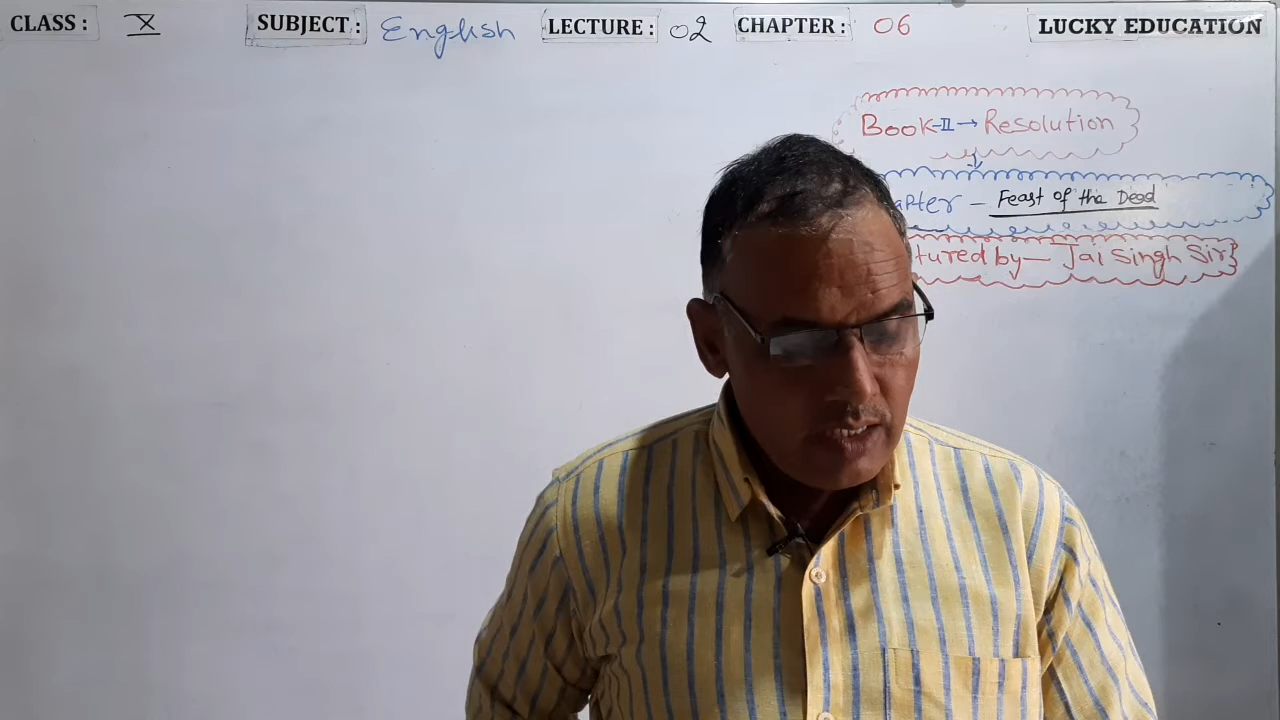 CLASS : X SUBJECT : English LECTURE : 02 CHAPTER : 06 LUCKY EDUCATION
Book-II → Resolution
apter - Feast of the Dead
tured by - Jai Singh Sir